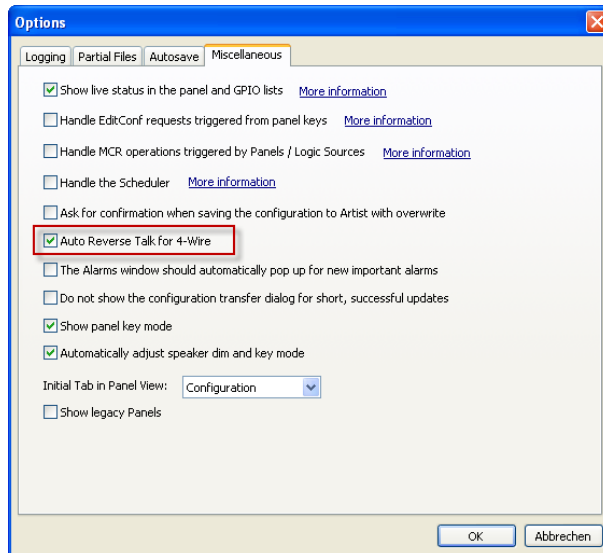 Options
Logging Partial Files Autosave Miscellaneous
Show live status in the panel and GPIO lists More information
Handle EditConf requests triggered from panel keys More information
Handle MCR operations triggered by Panels / Logic Sources More information
Handle the Scheduler More information
Ask for confirmation when saving the configuration to Artist with overwrite
Auto Reverse Talk for 4-Wire
The Alarms window should automatically pop up for new important alarms
Do not show the configuration transfer dialog for short, successful updates
Show panel key mode
Automatically adjust speaker dim and key mode
Initial Tab in Panel View: Configuration
Show legacy Panels
OK Abbrechen